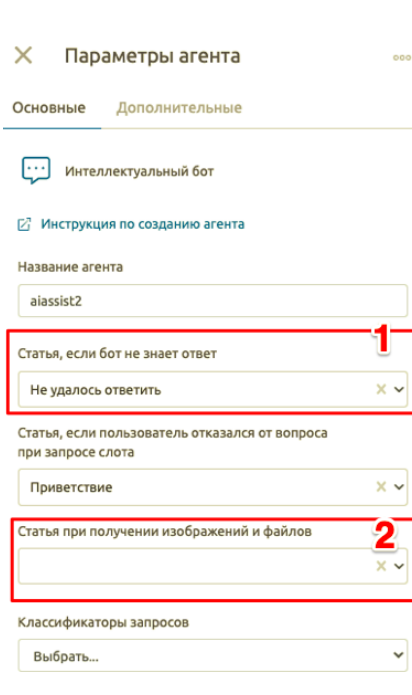 Параметры агента
Основные Дополнительные
Интеллектуальный бот
Инструкция по созданию агента
Название агента
aiassist2
1
Статья, если бот не знает ответ
Не удалось ответить
Статья, если пользователь отказался от вопроса
при запросе слота
Приветствие
Статья при получении изображений и файлов
2
Классификаторы запросов
Выбрать...